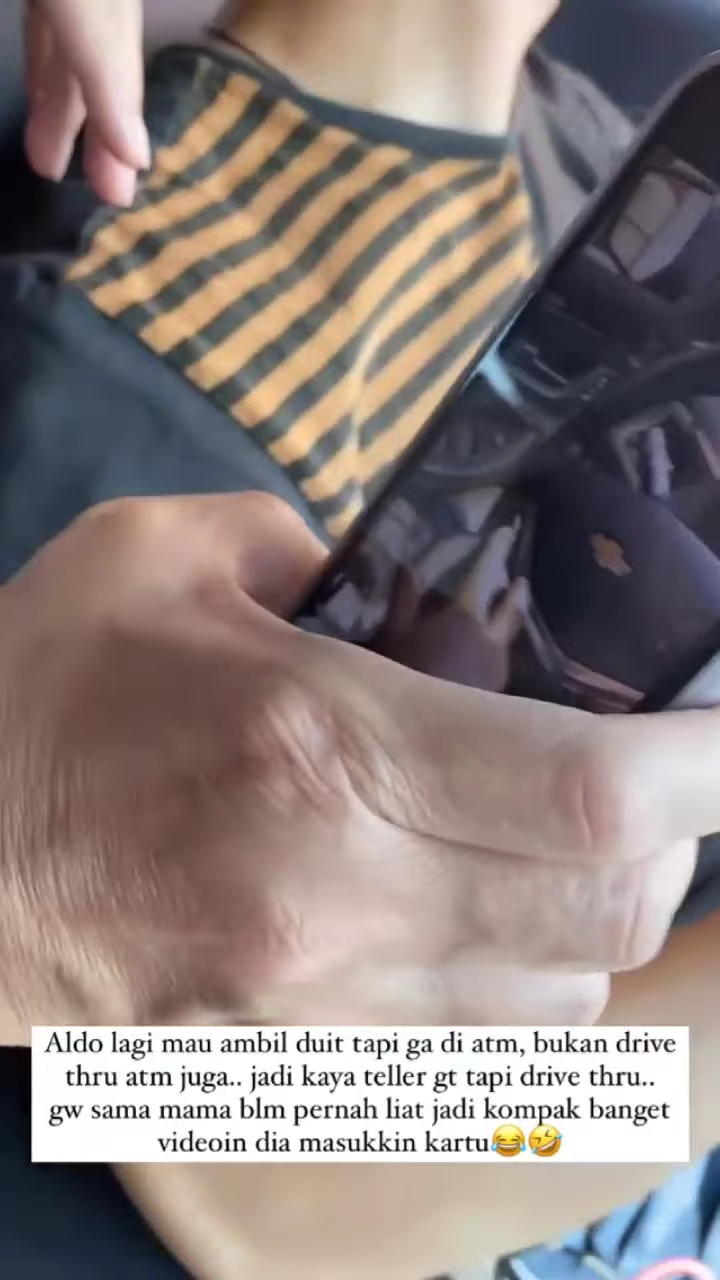 Aldo lagi mau ambil duit tapi ga di atm, bukan drive
thru atm juga.. jadi kaya teller gt tapi drive thru..
gw sama mama blm pernah liat jadi kompak banget
videoin dia masukkin kartu😂🤣